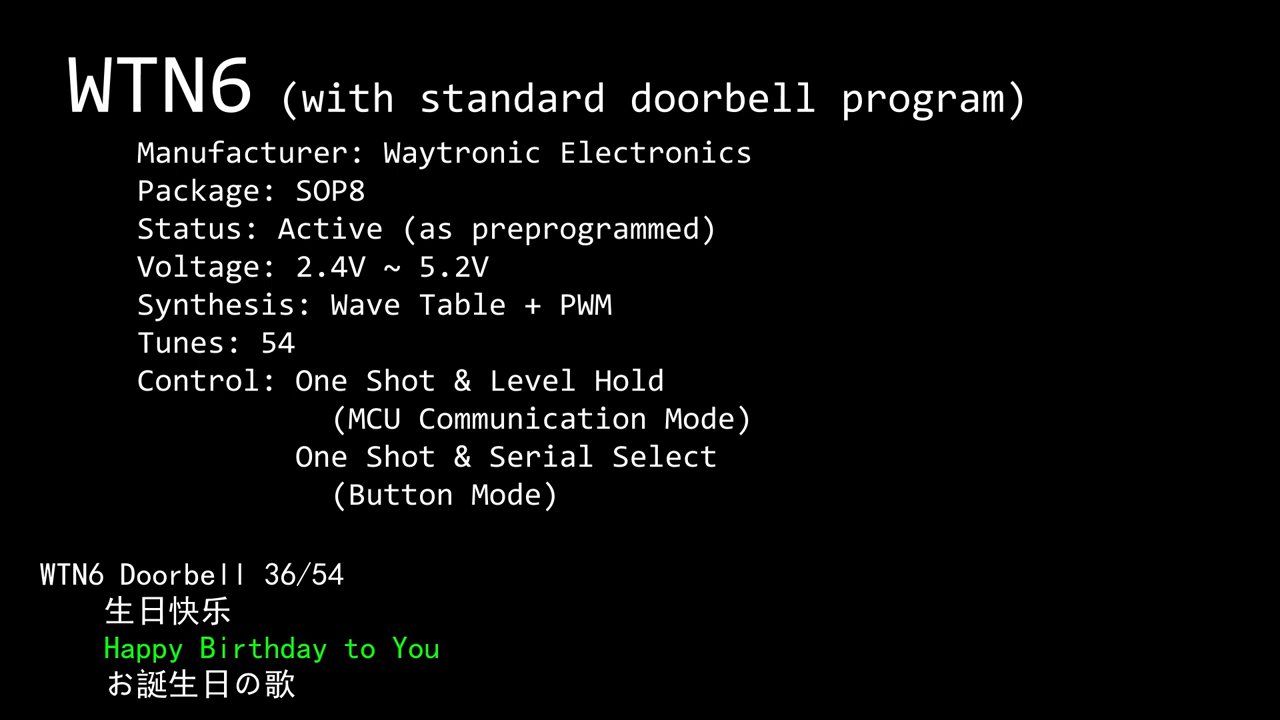 WTN6 (with standard doorbell program)
Manufacturer: Waytronic Electronics
Package: SOP8
Status: Active (as preprogrammed)
Voltage: 2.4V ~ 5.2V
Synthesis: Wave Table + PWM
Tunes: 54
Control: One Shot & Level Hold
(MCU Communication Mode)
One Shot & Serial Select
(Button Mode)
WTN6 Doorbell 36/54
生日快乐
Happy Birthday to You
お誕生日の歌